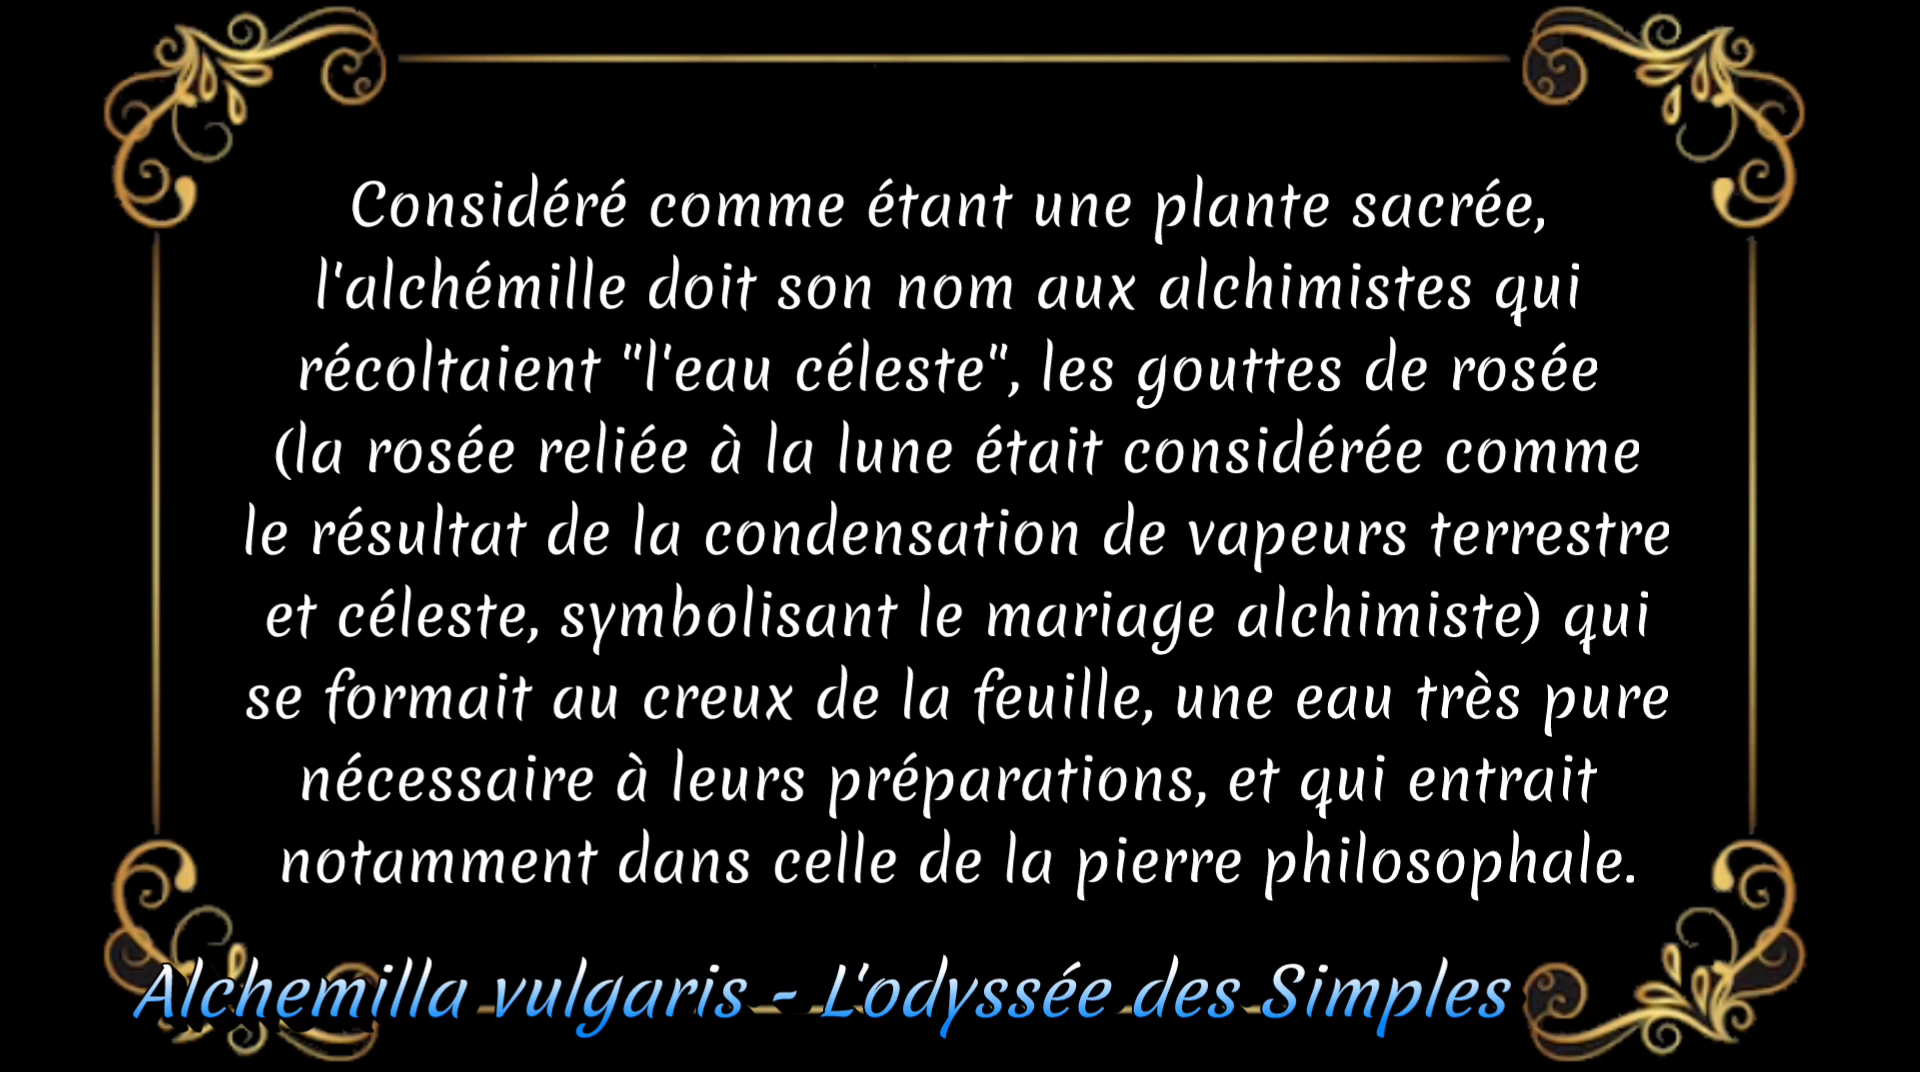 Considéré comme étant une plante sacrée,
l'alchémille doit son nom aux alchimistes qui
récoltaient "l'eau céleste", les gouttes de rosée
(la rosée reliée à la lune était considérée comme
le résultat de la condensation de vapeurs terrestre
et céleste, symbolisant le mariage alchimiste) qui
se formait au creux de la feuille, une eau très pure
nécessaire à leurs préparations, et qui entrait
notamment dans celle de la pierre philosophale.
Alchemilla vulgaris - L'odyssée des Simples